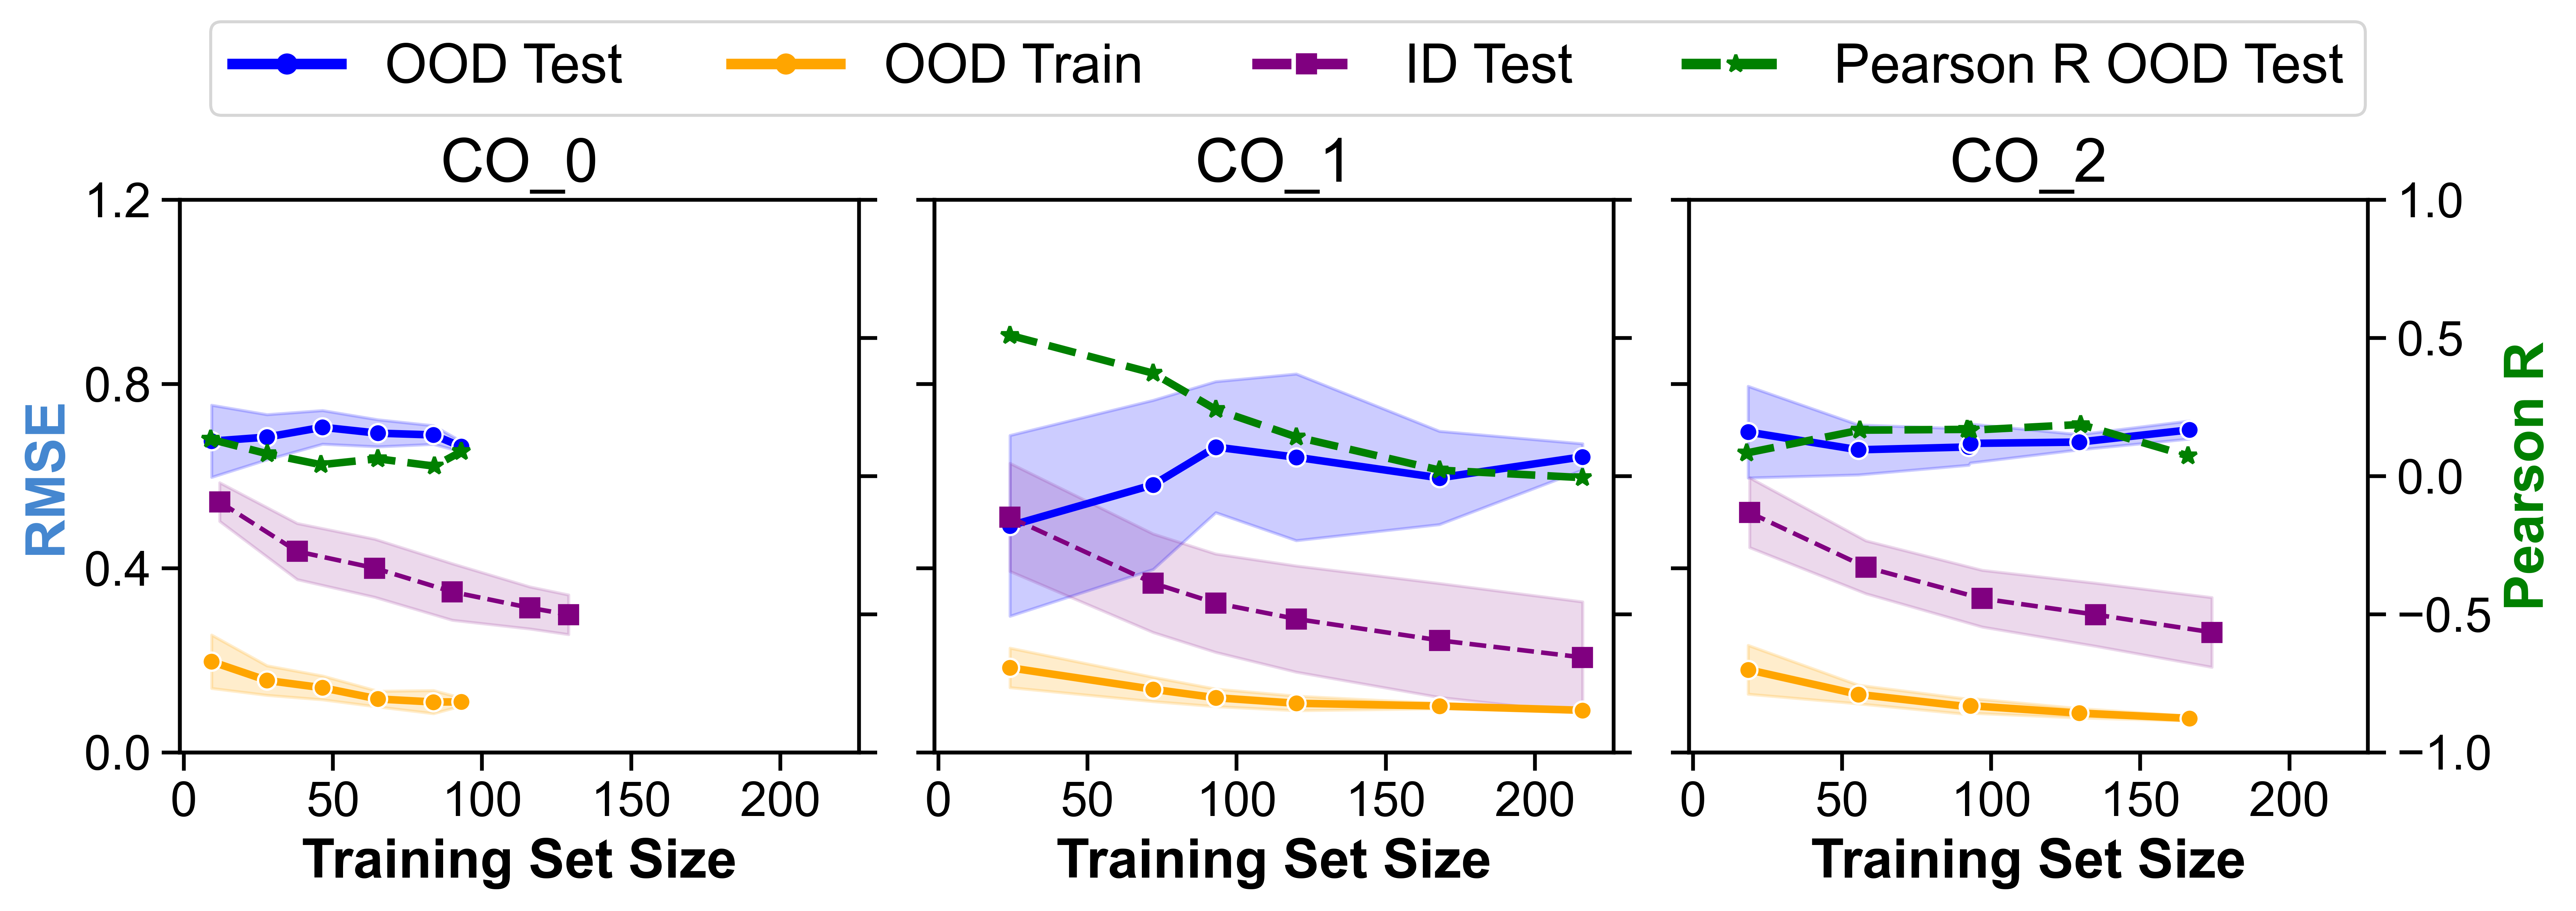 OOD Test OOD Train ID Test Pearson R OOD Test
CO_0 CO_1 CO_2
RMSE
1.2
0.8
0.4
0.0
0 50 100 150 200
0 50 100 150 200
0 50 100 150 200
1.0
0.5
0.0
−0.5
−1.0
Pearson R
Training Set Size Training Set Size Training Set Size